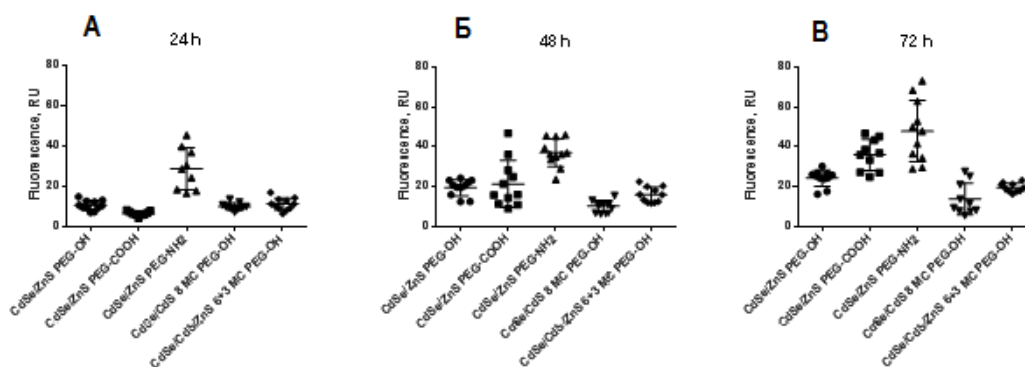 А
24 h
Fluorescence, RU
80
60
40
20
0
CdSe/ZnS PEG-OH
CdSe/ZnS PEG-COOH
CdSe/ZnS PEG-NH2
CdSe/CdS 8 MC PEG-OH
CdSe/CdS/ZnS 6+3 MC PEG-OH
Б
48 h
Fluorescence, RU
80
60
40
20
0
CdSe/ZnS PEG-OH
CdSe/ZnS PEG-COOH
CdSe/ZnS PEG-NH2
CdSe/CdS 8 MC PEG-OH
CdSe/CdS/ZnS 6+3 MC PEG-OH
В
72 h
Fluorescence, RU
80
60
40
20
0
CdSe/ZnS PEG-OH
CdSe/ZnS PEG-COOH
CdSe/ZnS PEG-NH2
CdSe/CdS 8 MC PEG-OH
CdSe/CdS/ZnS 6+3 MC PEG-OH